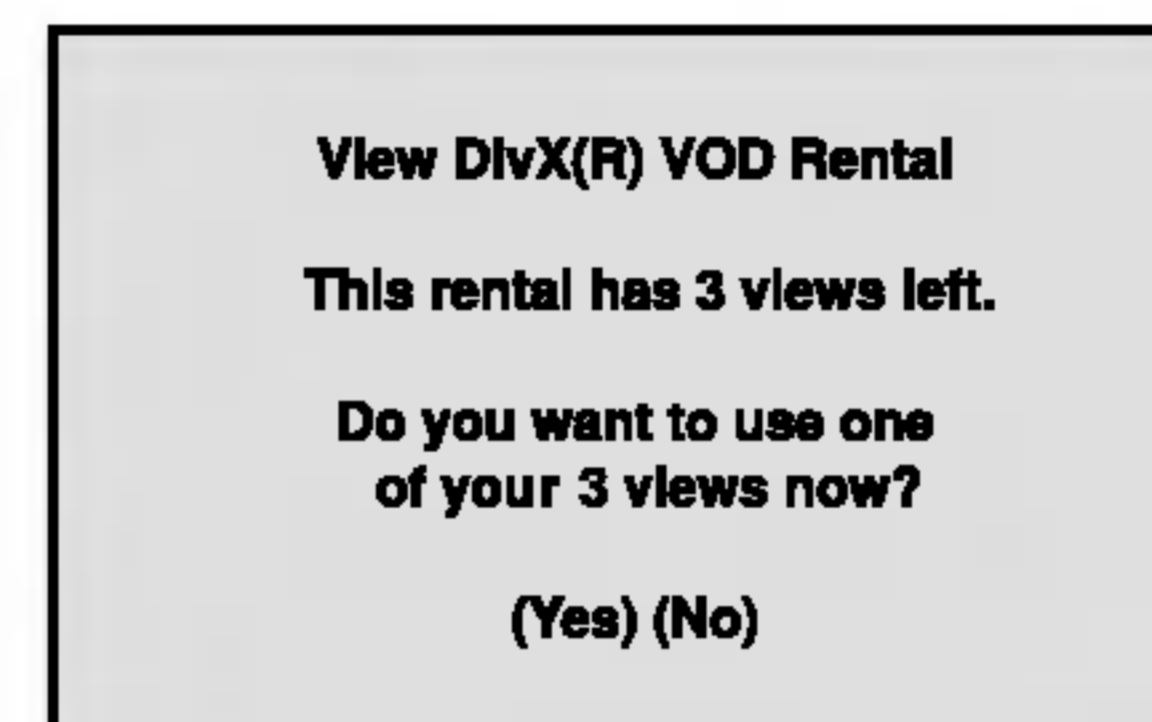 View DivX(R) VOD Rental
This rental has 3 views left.
Do you want to use one
of your 3 views now?
(Yes) (No)